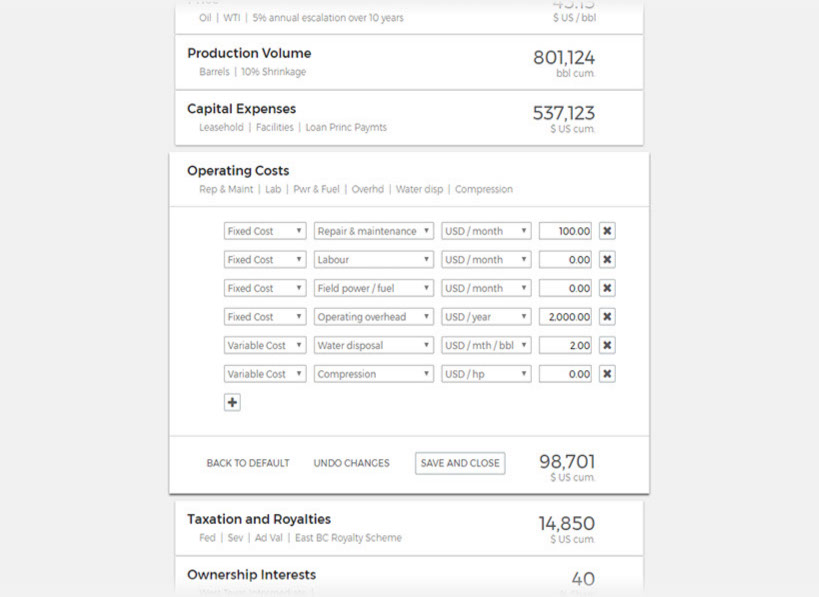 Oil | WTI | 5% annual escalation over 10 years
$ US / bbl
Production Volume
801,124
Barrels | 10% Shrinkage
bbl cum.
Capital Expenses
537,123
Leasehold | Facilities | Loan Princ Paymts
$ US cum.
Operating Costs
Rep & Maint | Lab | Pwr & Fuel | Overhd | Water disp | Compression
Fixed Cost Repair & maintenance USD / month 100.00
Fixed Cost Labour USD / month 0.00
Fixed Cost Field power / fuel USD / month 0.00
Fixed Cost Operating overhead USD / year 2,000.00
Variable Cost Water disposal USD / mth / bbl 2.00
Variable Cost Compression USD / hp 0.00
BACK TO DEFAULT UNDO CHANGES SAVE AND CLOSE 98,701
$ US cum.
Taxation and Royalties
14,850
Fed | Sev | Ad Val | East BC Royalty Scheme
$ US cum.
Ownership Interests
40